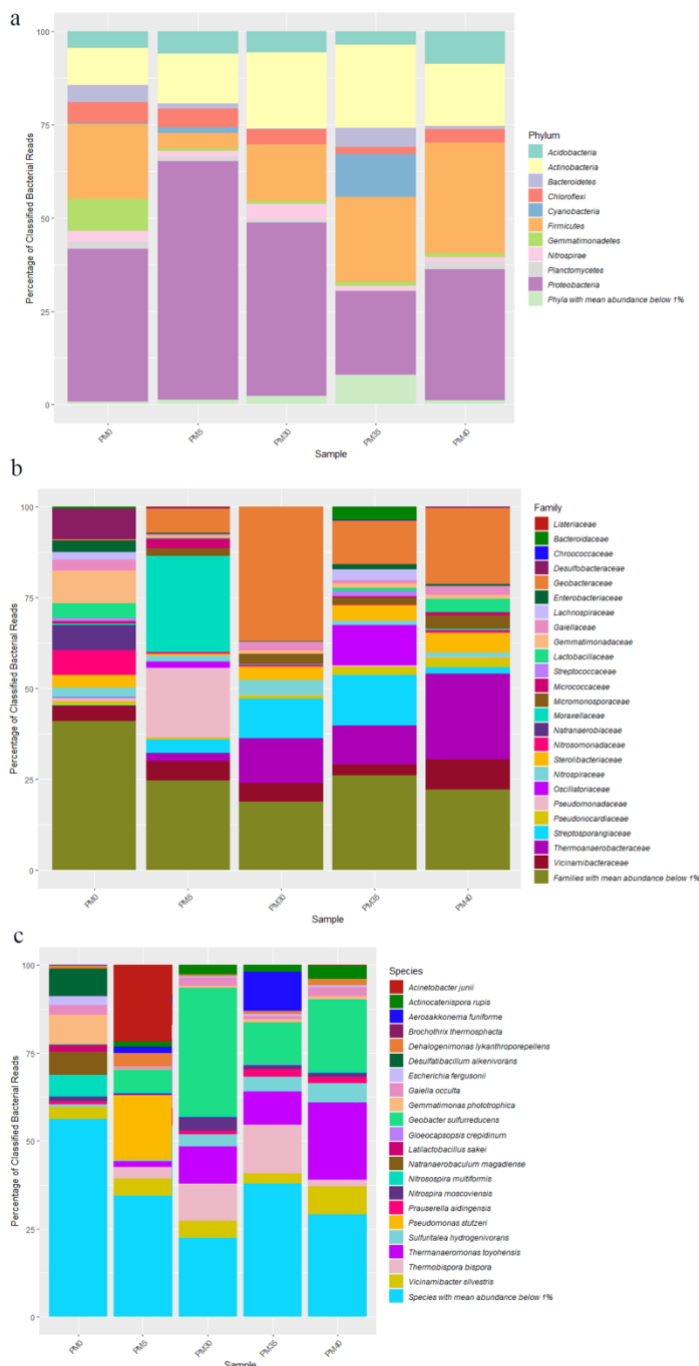 a
100
75
50
25
0
Percentage of Classified Bacterial Reads
PM0
PM5
PM30
PM35
PM40
Sample
Phylum
Acidobacteria
Actinobacteria
Bacteroidetes
Chloroflexi
Cyanobacteria
Firmicutes
Gemmatimonadetes
Nitrospirae
Planctomycetes
Proteobacteria
Phyla with mean abundance below 1%
b
100
75
50
25
0
Percentage of Classified Bacterial Reads
PM0
PM5
PM30
PM35
PM40
Sample
Family
Listeriaceae
Bacteroidaceae
Chroococcaceae
Desulfobacteraceae
Geobacteraceae
Enterobacteriaceae
Lachnospiraceae
Gaiellaceae
Gemmatimonadaceae
Lactobacillaceae
Streptococcaceae
Micrococcaceae
Micromonosporaceae
Moraxellaceae
Natranaerobiaceae
Nitrosomonadaceae
Sterolibacteriaceae
Nitrospiraceae
Oscillatoriaceae
Pseudomonadaceae
Pseudonocardiaceae
Streptosporangiaceae
Thermoanaerobacteraceae
Vicinamibacteraceae
Families with mean abundance below 1%
c
100
75
50
25
0
Percentage of Classified Bacterial Reads
PM0
PM5
PM30
PM35
PM40
Sample
Species
Acinetobacter junii
Actinocatenispora rupis
Aerosakkonema funiforme
Brochothrix thermosphacta
Dehalogenimonas lykanthroporepellens
Desulfatibacillum alkenivorans
Escherichia fergusonii
Gaiella occulta
Gemmatimonas phototrophica
Geobacter sulfurreducens
Gloeocapsopsis crepidinum
Latilactobacillus sakei
Natranaerobaculum magadiense
Nitrosospira multiformis
Nitrospira moscoviensis
Prauserella aidingensis
Pseudomonas stutzeri
Sulfuritalea hydrogenivorans
Thermanaeromonas toyohensis
Thermobispora bispora
Vicinamibacter silvestris
Species with mean abundance below 1%